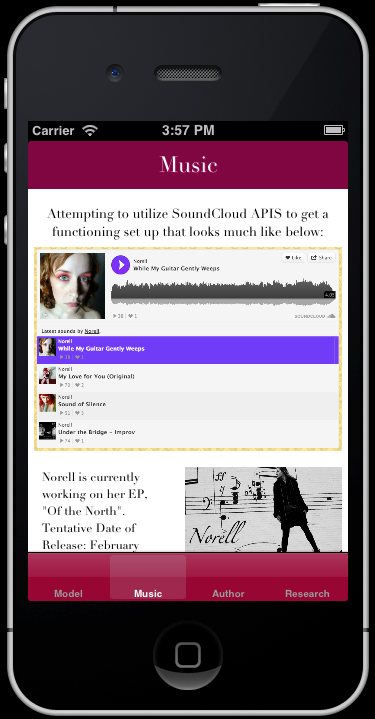 Carrier 3:57 PM
Music
Attempting to utilize SoundCloud APIS to get a
functioning set up that looks much like below:
Norell
While My Guitar Gently Weeps
Like Share
4:05
38 1
SOUNDCLOUD
Latest sounds by Norell.
Norell
While My Guitar Gently Weeps
38 1
Norell
My Love for You (Original)
73 2
Norell
Sound of Silence
51 3
Norell
Under the Bridge - Improv
74 1
Norell is currently
working on her EP,
"Of the North".
Tentative Date of
Release: February
Norell
Model Music Author Research